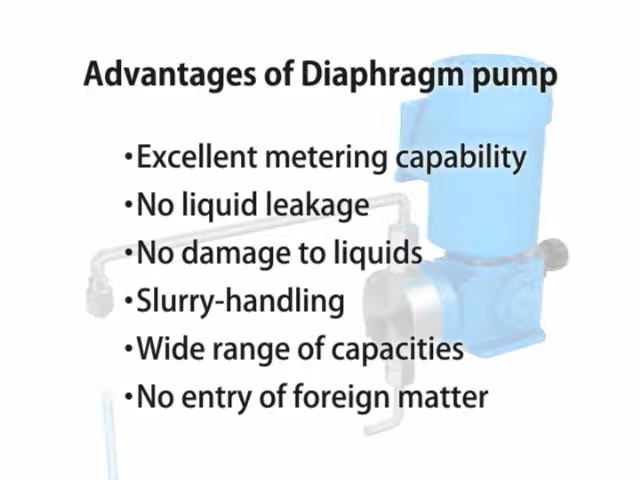 Advantages of Diaphragm pump
・Excellent metering capability
・No liquid leakage
・No damage to liquids
・Slurry-handling
・Wide range of capacities
・No entry of foreign matter